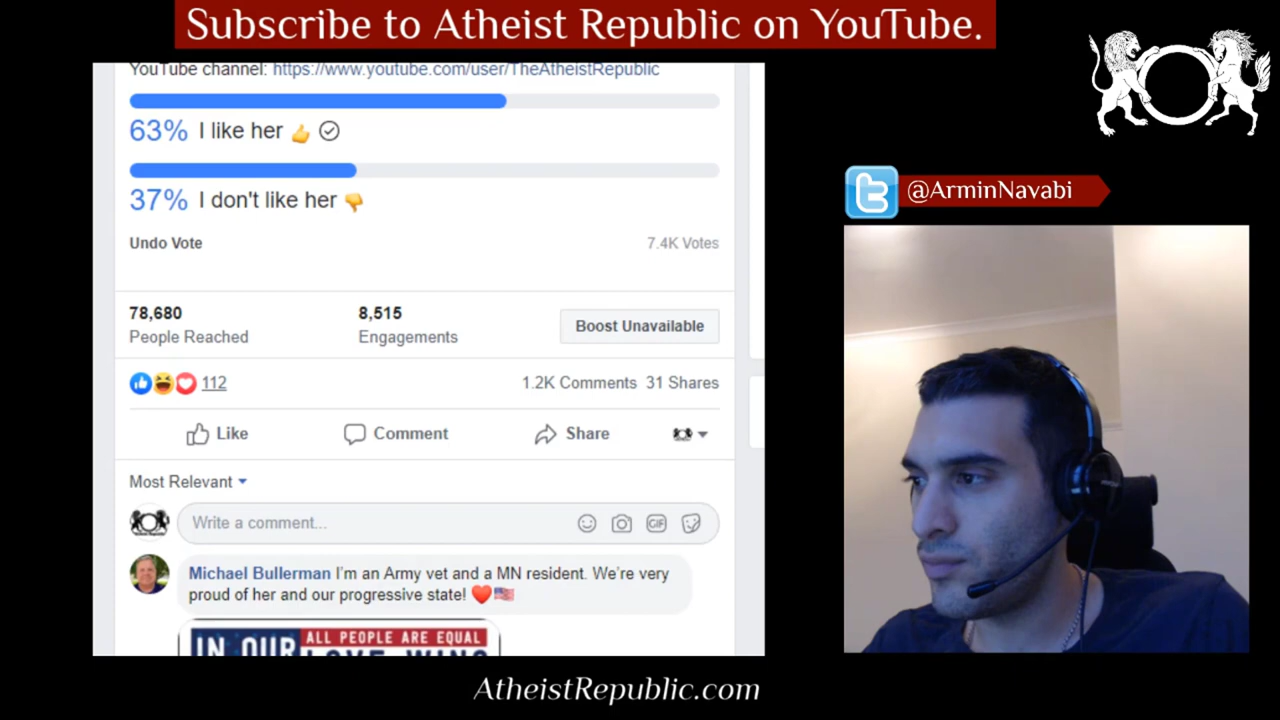 Subscribe to Atheist Republic on YouTube.
YouTube channel: https://www.youtube.com/user/TheAtheistRepublic
63% I like her 👍
37% I don't like her 👎
Undo Vote 7.4K Votes
78,680 8,515
People Reached Engagements Boost Unavailable
112 1.2K Comments 31 Shares
Like Comment Share
Most Relevant
Write a comment... GIF
Michael Bullerman I'm an Army vet and a MN resident. We're very
proud of her and our progressive state! ❤️🇺🇸
IN OUR ALL PEOPLE ARE EQUAL
LOVE WINS
@ArminNavabi
AtheistRepublic.com